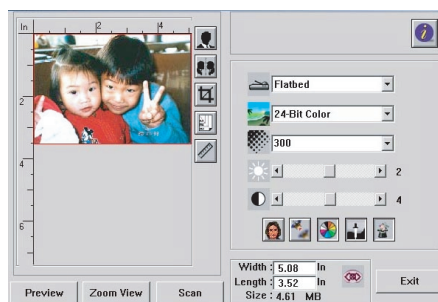 In |2 |4
Flatbed
2
24-Bit Color
300
4
2
4
6
Width : 5.08 In
Length : 3.52 In
Size : 4.61 MB
Preview Zoom View Scan Exit